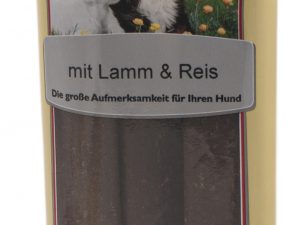 mit Lamm & Reis
Die große Aufmerksamkeit für Ihren Hund